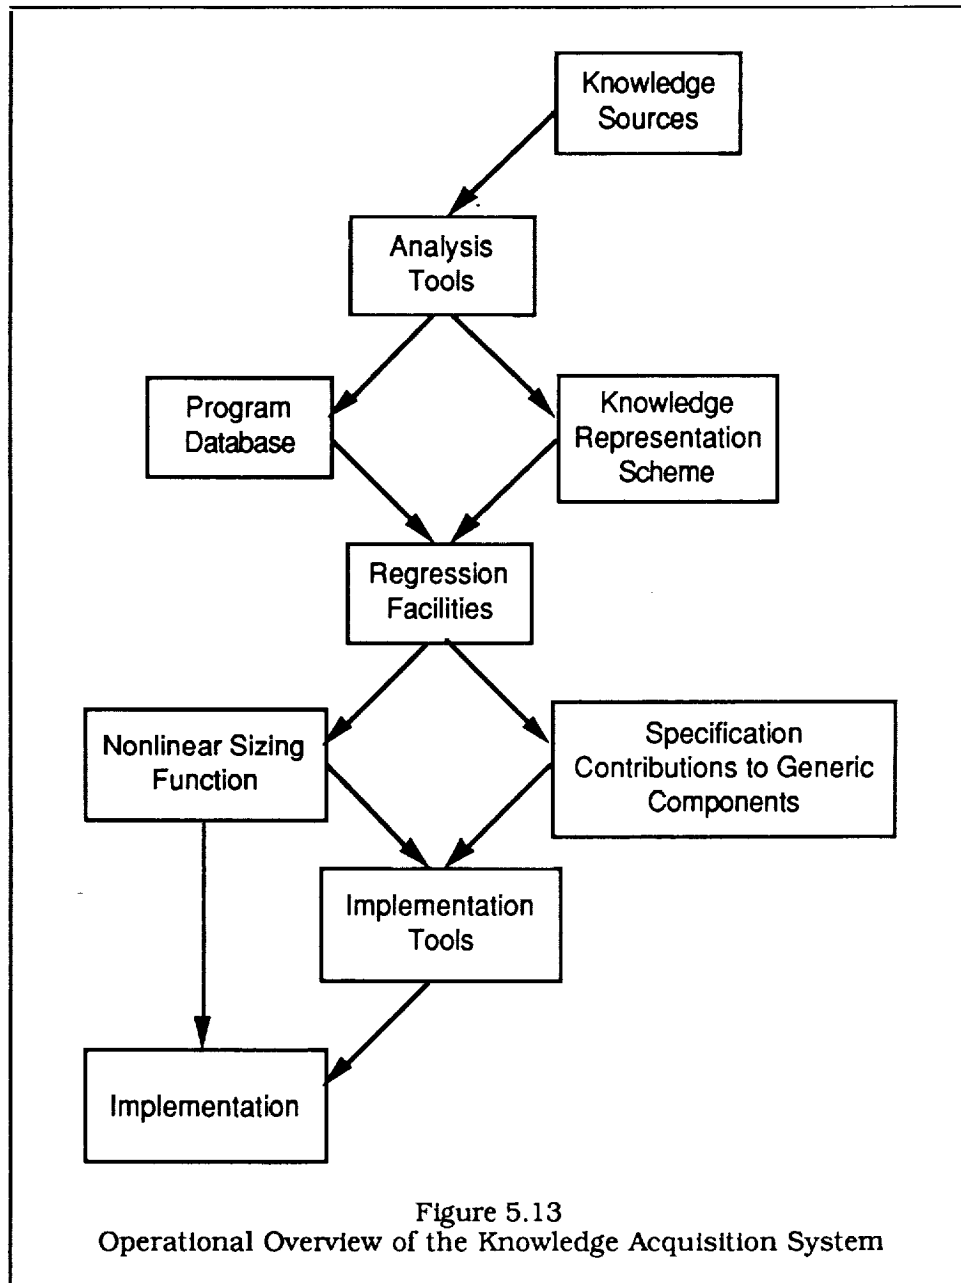 Knowledge
Sources
Analysis
Tools
Program
Database
Knowledge
Representation
Scheme
Regression
Facilities
Nonlinear Sizing
Function
Specification
Contributions to Generic
Components
Implementation
Tools
Implementation
Figure 5.13
Operational Overview of the Knowledge Acquisition System